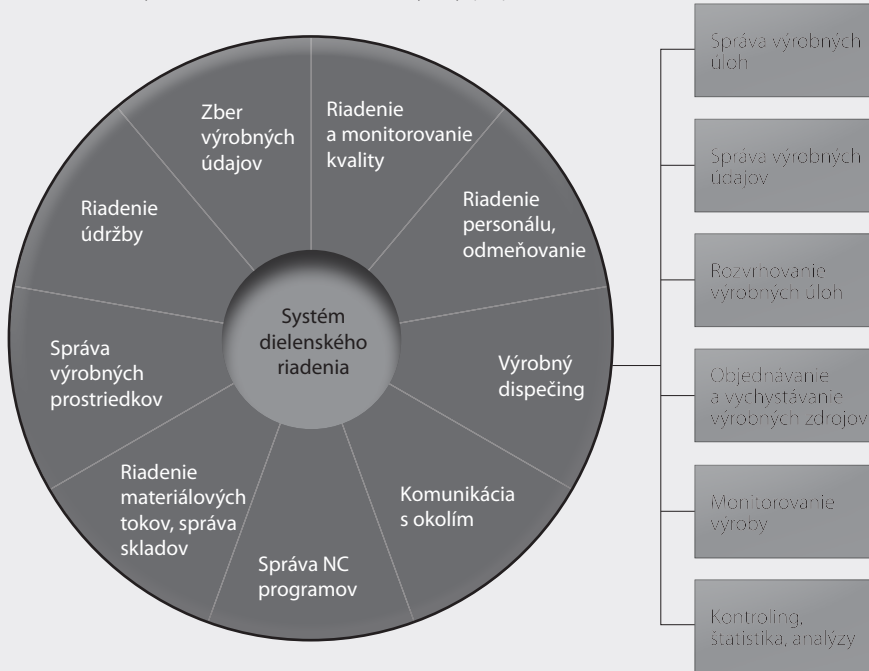 Zber
výrobných
údajov
Riadenie
a monitorovanie
kvality
Riadenie
personálu,
odmeňovanie
Výrobný
dispečing
Komunikácia
s okolím
Správa NC
programov
Riadenie
materiálových
tokov, správa
skladov
Správa
výrobných
prostriedkov
Riadenie
údržby
Systém
dielenského
riadenia
Správa výrobných
úloh
Správa výrobných
údajov
Rozvrhovanie
výrobných úloh
Objednávanie
a vychystávanie
výrobných zdrojov
Monitorovanie
výroby
Kontroling,
štatistika, analýzy